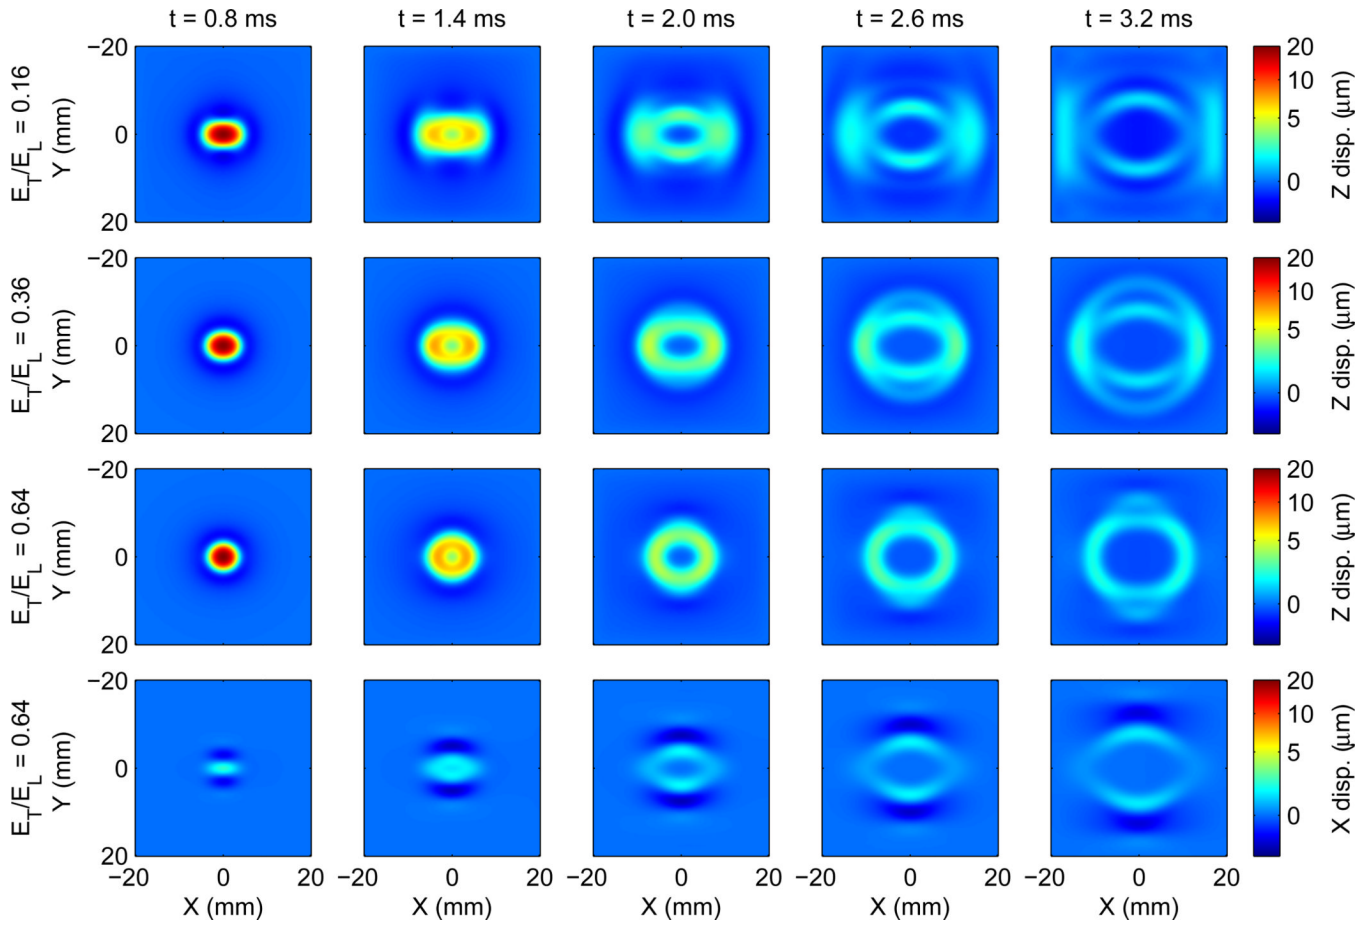 t = 0.8 ms t = 1.4 ms t = 2.0 ms t = 2.6 ms t = 3.2 ms
E_T/E_L = 0.16
Y (mm)
−20
0
20
20
10
5
0
Z disp. (µm)
E_T/E_L = 0.36
Y (mm)
−20
0
20
20
10
5
0
Z disp. (µm)
E_T/E_L = 0.64
Y (mm)
−20
0
20
20
10
5
0
Z disp. (µm)
E_T/E_L = 0.64
Y (mm)
−20
0
20
20
10
5
0
X disp. (µm)
−20 0 20 −20 0 20 −20 0 20 −20 0 20 −20 0 20
X (mm) X (mm) X (mm) X (mm) X (mm)